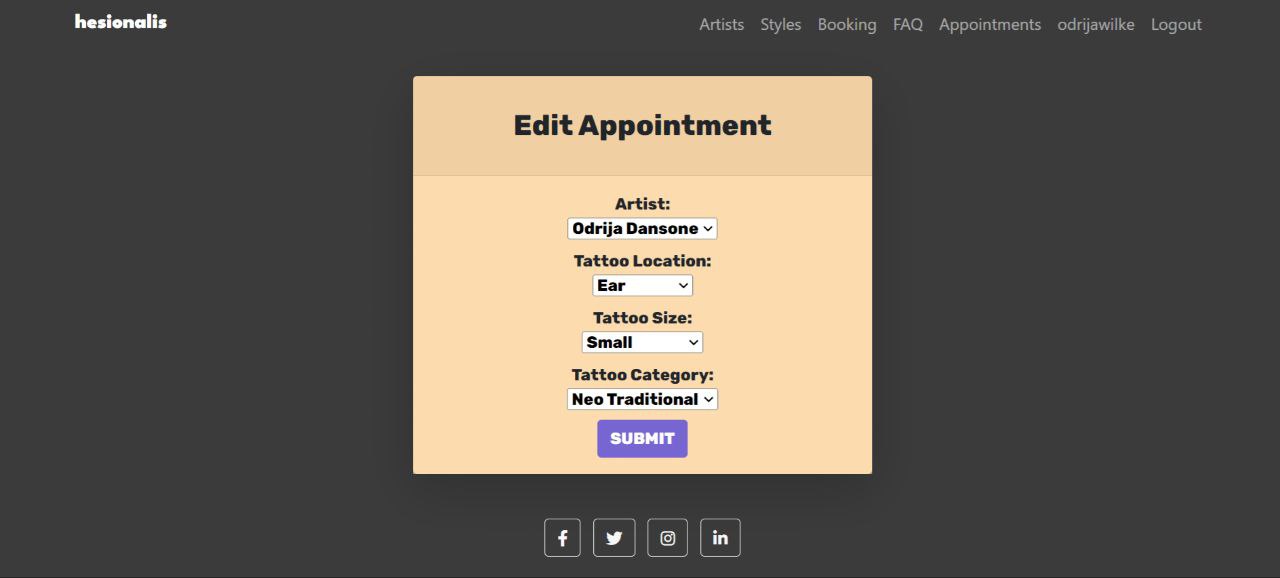 hesionalis
Artists Styles Booking FAQ Appointments odrijawilke Logout
Edit Appointment
Artist:
Odrija Dansone
Tattoo Location:
Ear
Tattoo Size:
Small
Tattoo Category:
Neo Traditional
SUBMIT